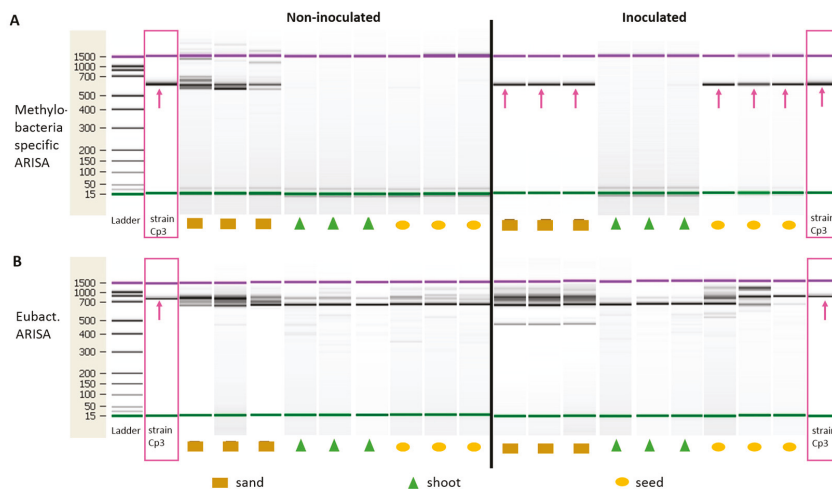 Non-inoculated Inoculated
A
1500
1000
700
500
400
300
200
150
100
50
15
Methylo-
bacteria
specific
ARISA
Ladder strain strain
Cp3 Cp3
B
1500
1000
700
500
400
300
200
150
100
50
15
Eubact.
ARISA
Ladder strain strain
Cp3 Cp3
sand shoot seed